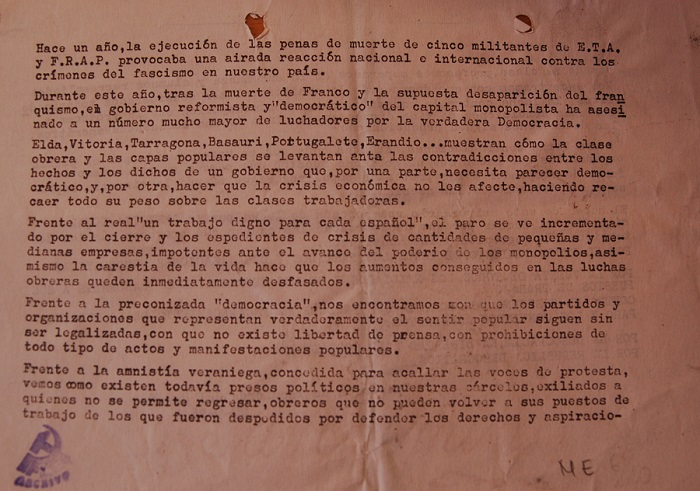 Hace un año,la ejecución de las penas de muerte de cinco militantes de E.T.A.
y F.R.A.P. provocaba una airada reacción nacional e internacional contra los
crímenes del fascismo en nuestro país.
Durante este año,tras la muerte de Franco y la supuesta desaparición del fran
quismo,el gobierno reformista y"democrático" del capital monopolista ha asesi
nado a un número mucho mayor de luchadores por la verdadera Democracia.
Elda,Vitoria,Tarragona,Basauri,Portugalete,Erandio...muestran cómo la clase
obrera y las capas populares se levantan anta las contradicciones entre los
hechos y los dichos de un gobierno que,por una parte,necesita parecer demo-
crático,y,por otra,hacer que la crisis económica no les afecte,haciendo re-
caer todo su peso sobre las clases trabajadoras.
Frente al real"un trabajo digno para cada español",el paro se ve incrementa-
do por el cierre y los espedientes de crisis de cantidades de pequeñas y me-
dianas empresas,impotentes ante el avance del poderio de los monopolios,asi-
mismo la carestia de la vida hace que los aumentos conseguidos en las luchas
obreras queden inmediatamente desfasados.
Frente a la preconizada "democracia",nos encontramos con que los partidos y
organizaciones que representan verdaderamente el sentir popular siguen sin
ser legalizadas,con que no existe libertad de prensa,con prohibiciones de
todo tipo de actos y manifestaciones populares.
Frente a la amnistía veraniega,concedida para acallar las voces de protesta,
vemos como existen todavía presos políticos en nuestras cárceles,exiliados a
quienes no se permite regresar,obreros que no pueden volver a sus puestos de
trabajo de los que fueron despedidos por defender los derechos y aspiracio-
ARCHIVO
ME